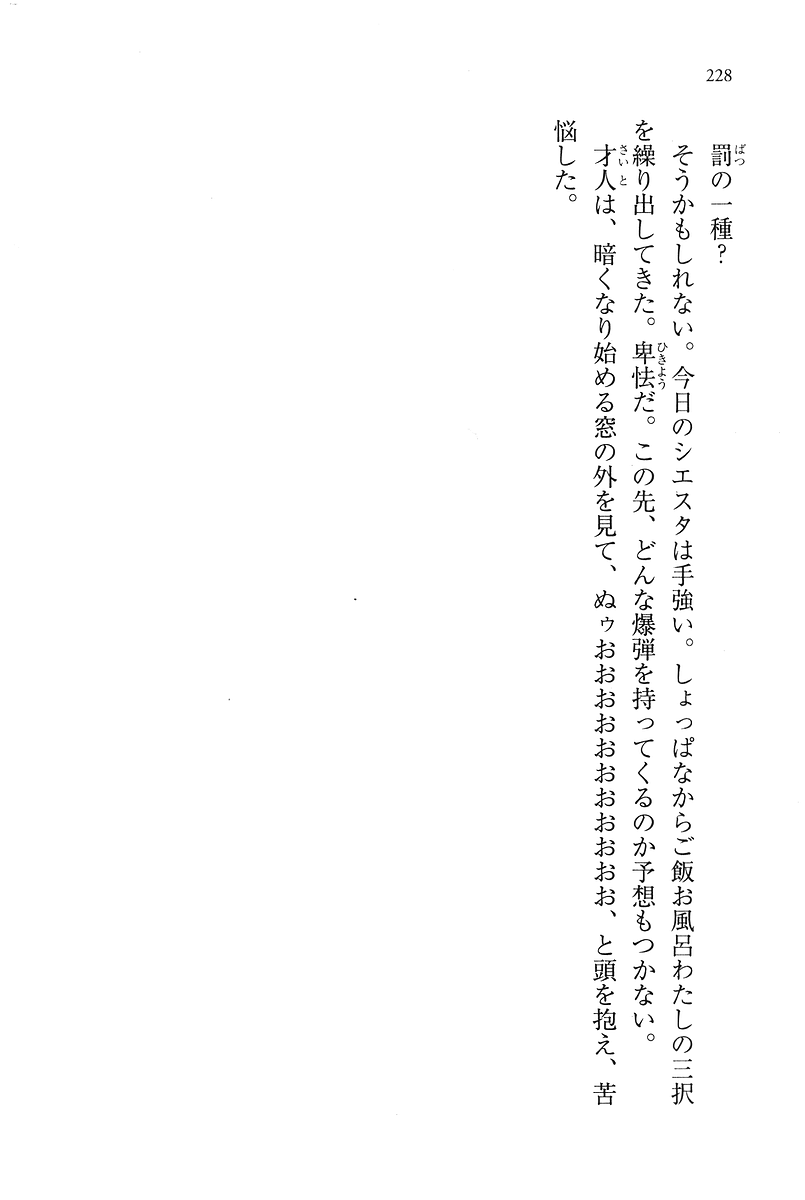 228
罰の一種?
そうかもしれない。今日のシエスタは手強い。しょっぱなからご飯お風呂わたしの三択
を繰り出してきた。卑怯だ。この先、どんな爆弾を持ってくるのか予想もつかない。
才人は、暗くなり始める窓の外を見て、ぬゥおおおおおおおおおおお、と頭を抱え、苦
悩した。